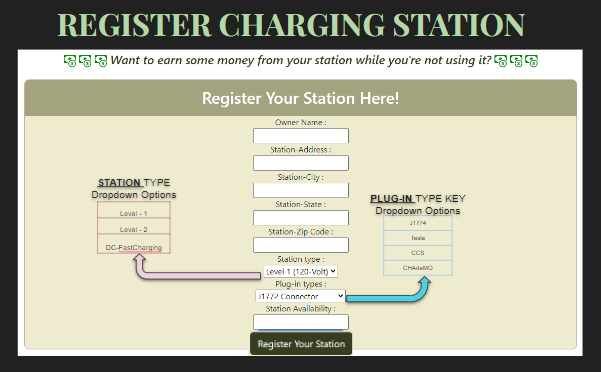 REGISTER CHARGING STATION
Want to earn some money from your station while you're not using it?
Register Your Station Here!
Owner Name :
Station-Address :
Station-City :
Station-State :
Station-Zip Code :
Station type :
Level 1 (120-Volt)
Plug-in types :
J1772 Connector
Station Availability :
Register Your Station
STATION TYPE
Dropdown Options
Level - 1
Level - 2
DC-FastCharging
PLUG-IN TYPE KEY
Dropdown Options
J1774
Tesla
CCS
CHAdeMO